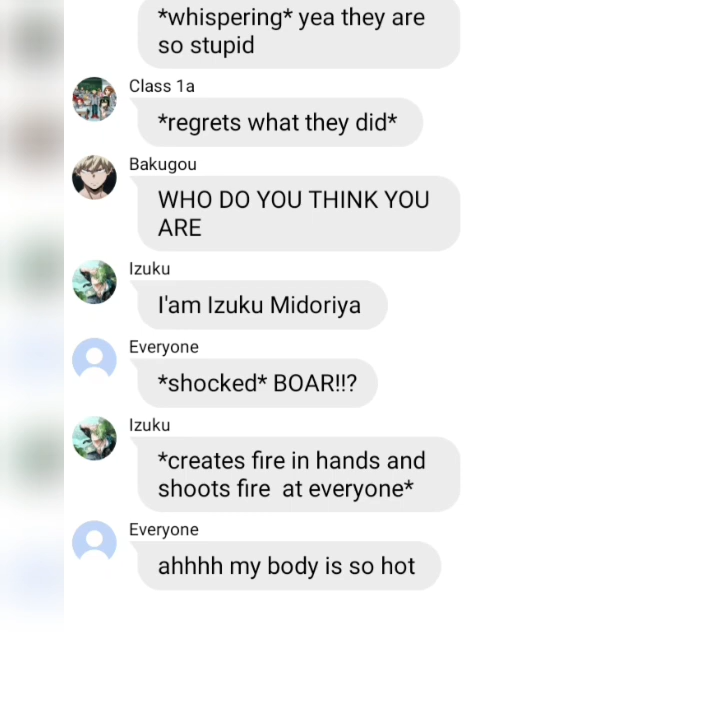 *whispering* yea they are
so stupid
Class 1a
*regrets what they did*
Bakugou
WHO DO YOU THINK YOU
ARE
Izuku
I'am Izuku Midoriya
Everyone
*shocked* BOAR!!?
Izuku
*creates fire in hands and
shoots fire  at everyone*
Everyone
ahhhh my body is so hot